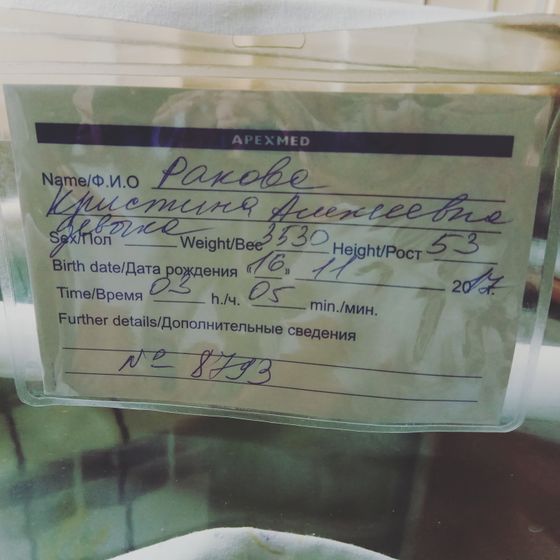 APEXMED
Name/Ф.И.О Ракова
Кристина Алексеевна
девочка
Sex/Пол Weight/Вес 3530 Height/Рост 53
Birth date/Дата рождения «16» 11 2017 г.
Time/Время 03 h./ч. 05 min./мин.
Further details/Дополнительные сведения
№ 8793